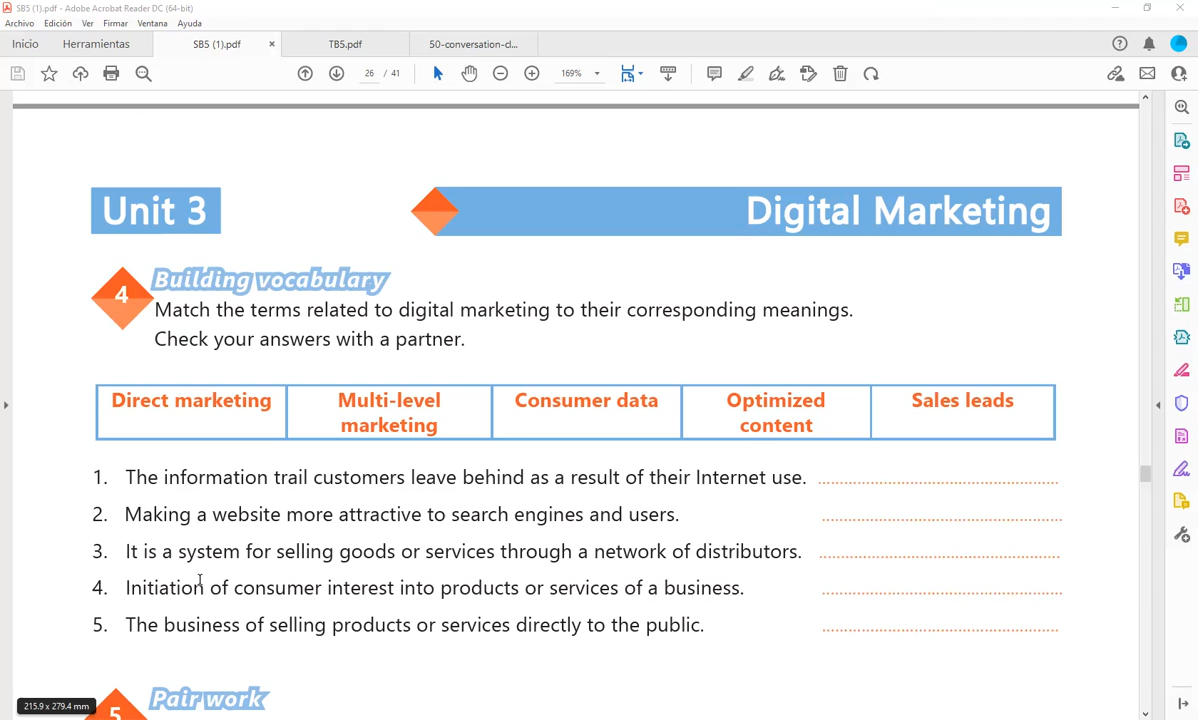 SB5 (1).pdf - Adobe Acrobat Reader DC (64-bit)
Archivo Edición Ver Firmar Ventana Ayuda
Inicio Herramientas SB5 (1).pdf × TB5.pdf 50-conversation-cl...
26 / 41 169%
Unit 3 Digital Marketing
4 Building vocabulary
Match the terms related to digital marketing to their corresponding meanings.
Check your answers with a partner.
Direct marketing Multi-level marketing Consumer data Optimized content Sales leads
1. The information trail customers leave behind as a result of their Internet use.
2. Making a website more attractive to search engines and users.
3. It is a system for selling goods or services through a network of distributors.
4. Initiation of consumer interest into products or services of a business.
5. The business of selling products or services directly to the public.
5 Pair work
215.9 x 279.4 mm